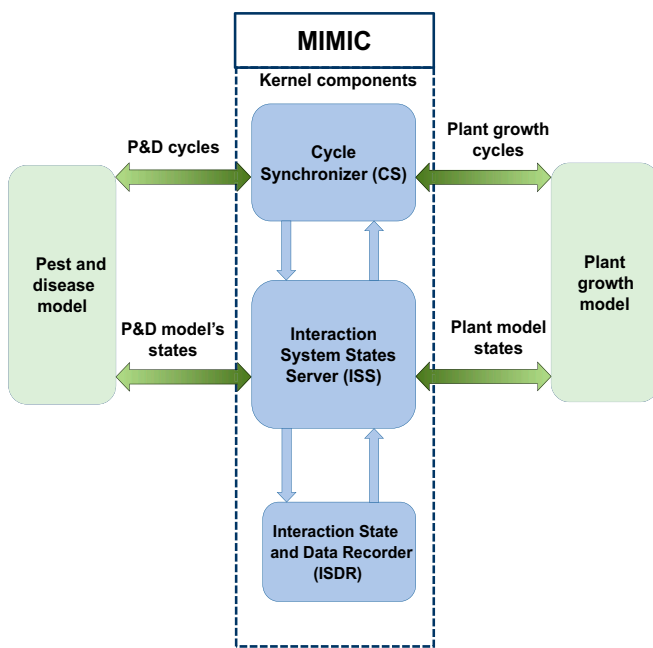 MIMIC
Kernel components
P&D cycles
Plant growth
cycles
Cycle
Synchronizer (CS)
Pest and
disease
model
Plant
growth
model
P&D model's
states
Interaction
System States
Server (ISS)
Plant model
states
Interaction State
and Data Recorder
(ISDR)